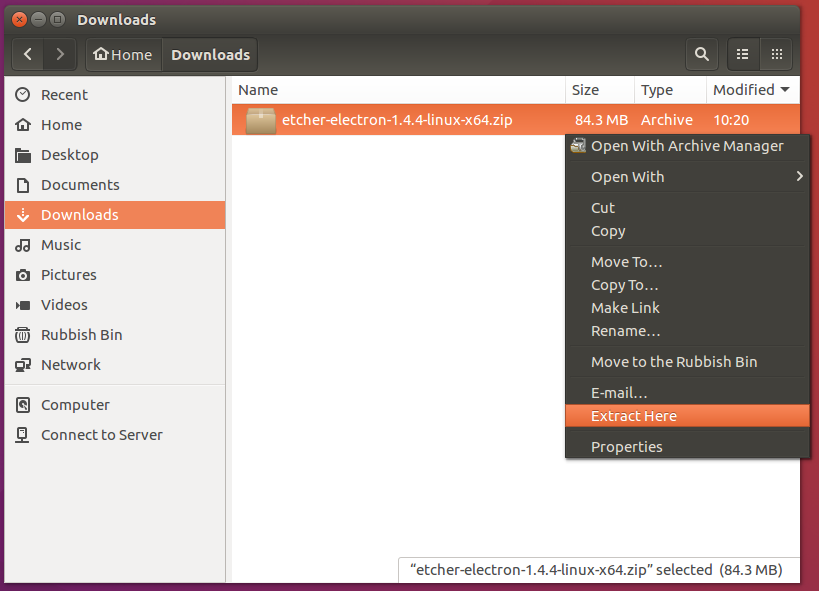 Downloads
Home Downloads
Recent
Home
Desktop
Documents
Downloads
Music
Pictures
Videos
Rubbish Bin
Network
Computer
Connect to Server
Name Size Type Modified
etcher-electron-1.4.4-linux-x64.zip 84.3 MB Archive 10:20
Open With Archive Manager
Open With
Cut
Copy
Move To…
Copy To…
Make Link
Rename…
Move to the Rubbish Bin
E-mail…
Extract Here
Properties
“etcher-electron-1.4.4-linux-x64.zip” selected (84.3 MB)